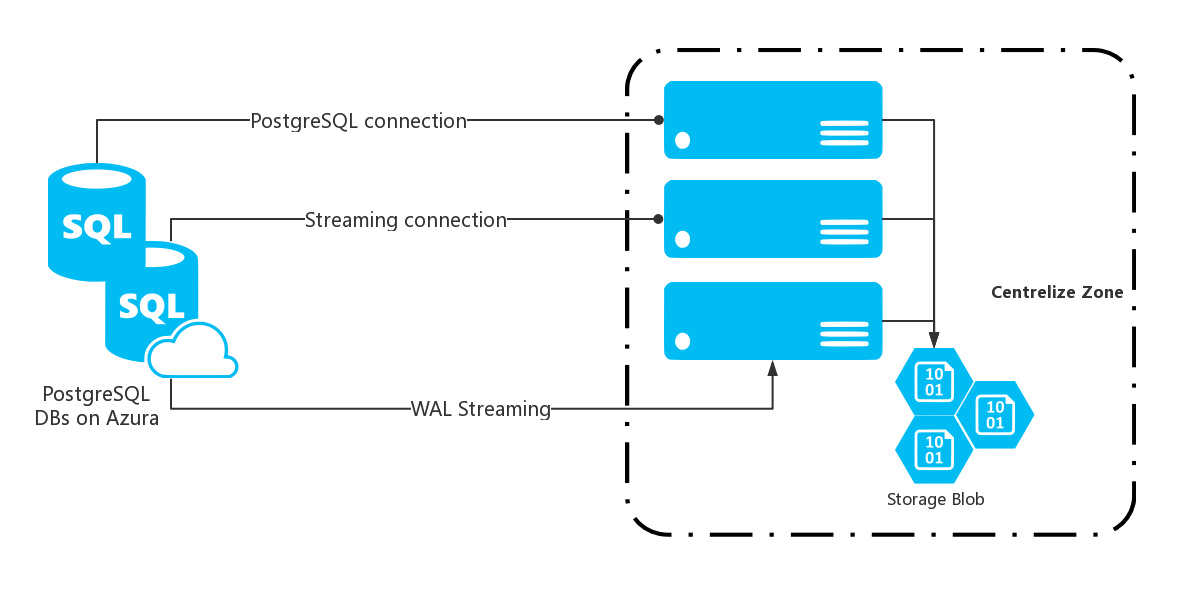 PostgreSQL connection
SQL
Streaming connection
SQL
Centrelize Zone
PostgreSQL
DBs on Azura
WAL Streaming
10
01
10
01
10
01
Storage Blob